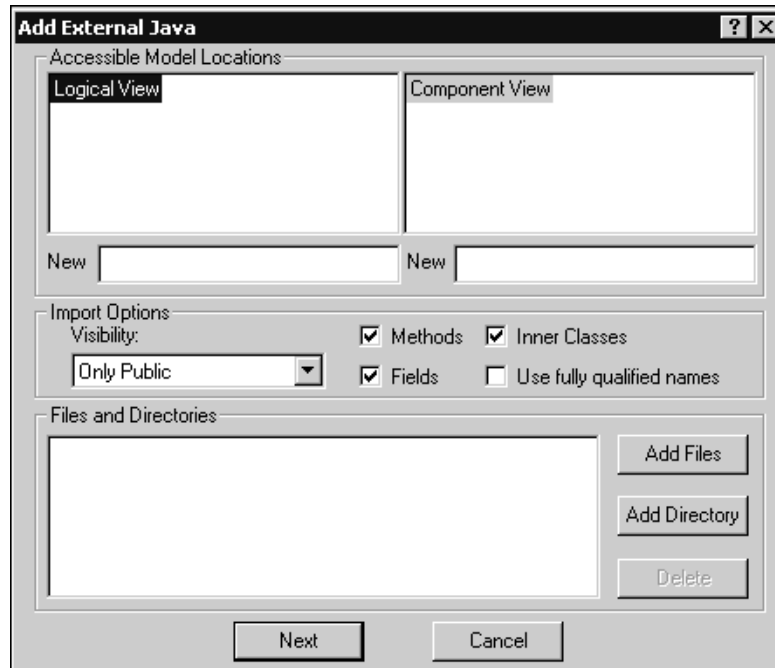 Add External Java
Accessible Model Locations
Logical View
Component View
New
New
Import Options
Visibility:
Only Public
Methods
Inner Classes
Fields
Use fully qualified names
Files and Directories
Add Files
Add Directory
Delete
Next
Cancel